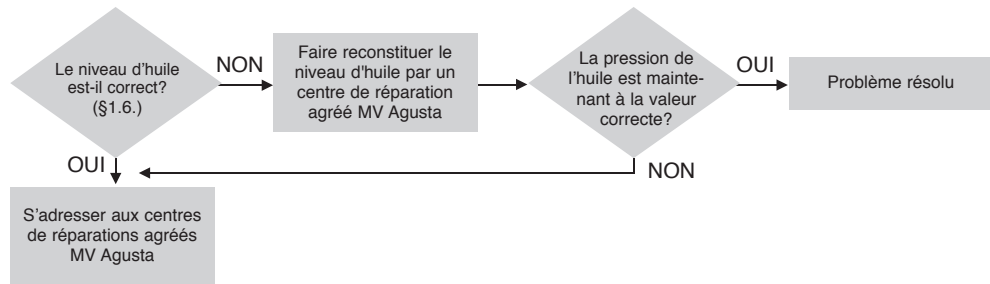 Le niveau d'huile
est-il correct?
(§1.6.)
NON
Faire reconstituer le
niveau d'huile par un
centre de réparation
agréé MV Agusta
La pression de
l'huile est mainte-
nant à la valeur
correcte?
OUI
Problème résolu
OUI
NON
S'adresser aux centres
de réparations agréés
MV Agusta